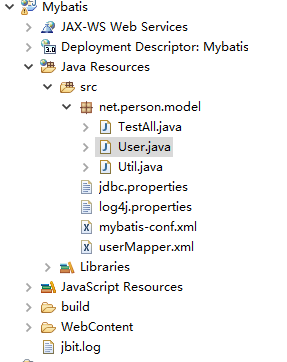 Mybatis
JAX-WS Web Services
Deployment Descriptor: Mybatis
Java Resources
src
net.person.model
TestAll.java
User.java
Util.java
jdbc.properties
log4j.properties
mybatis-conf.xml
userMapper.xml
Libraries
JavaScript Resources
build
WebContent
jbit.log